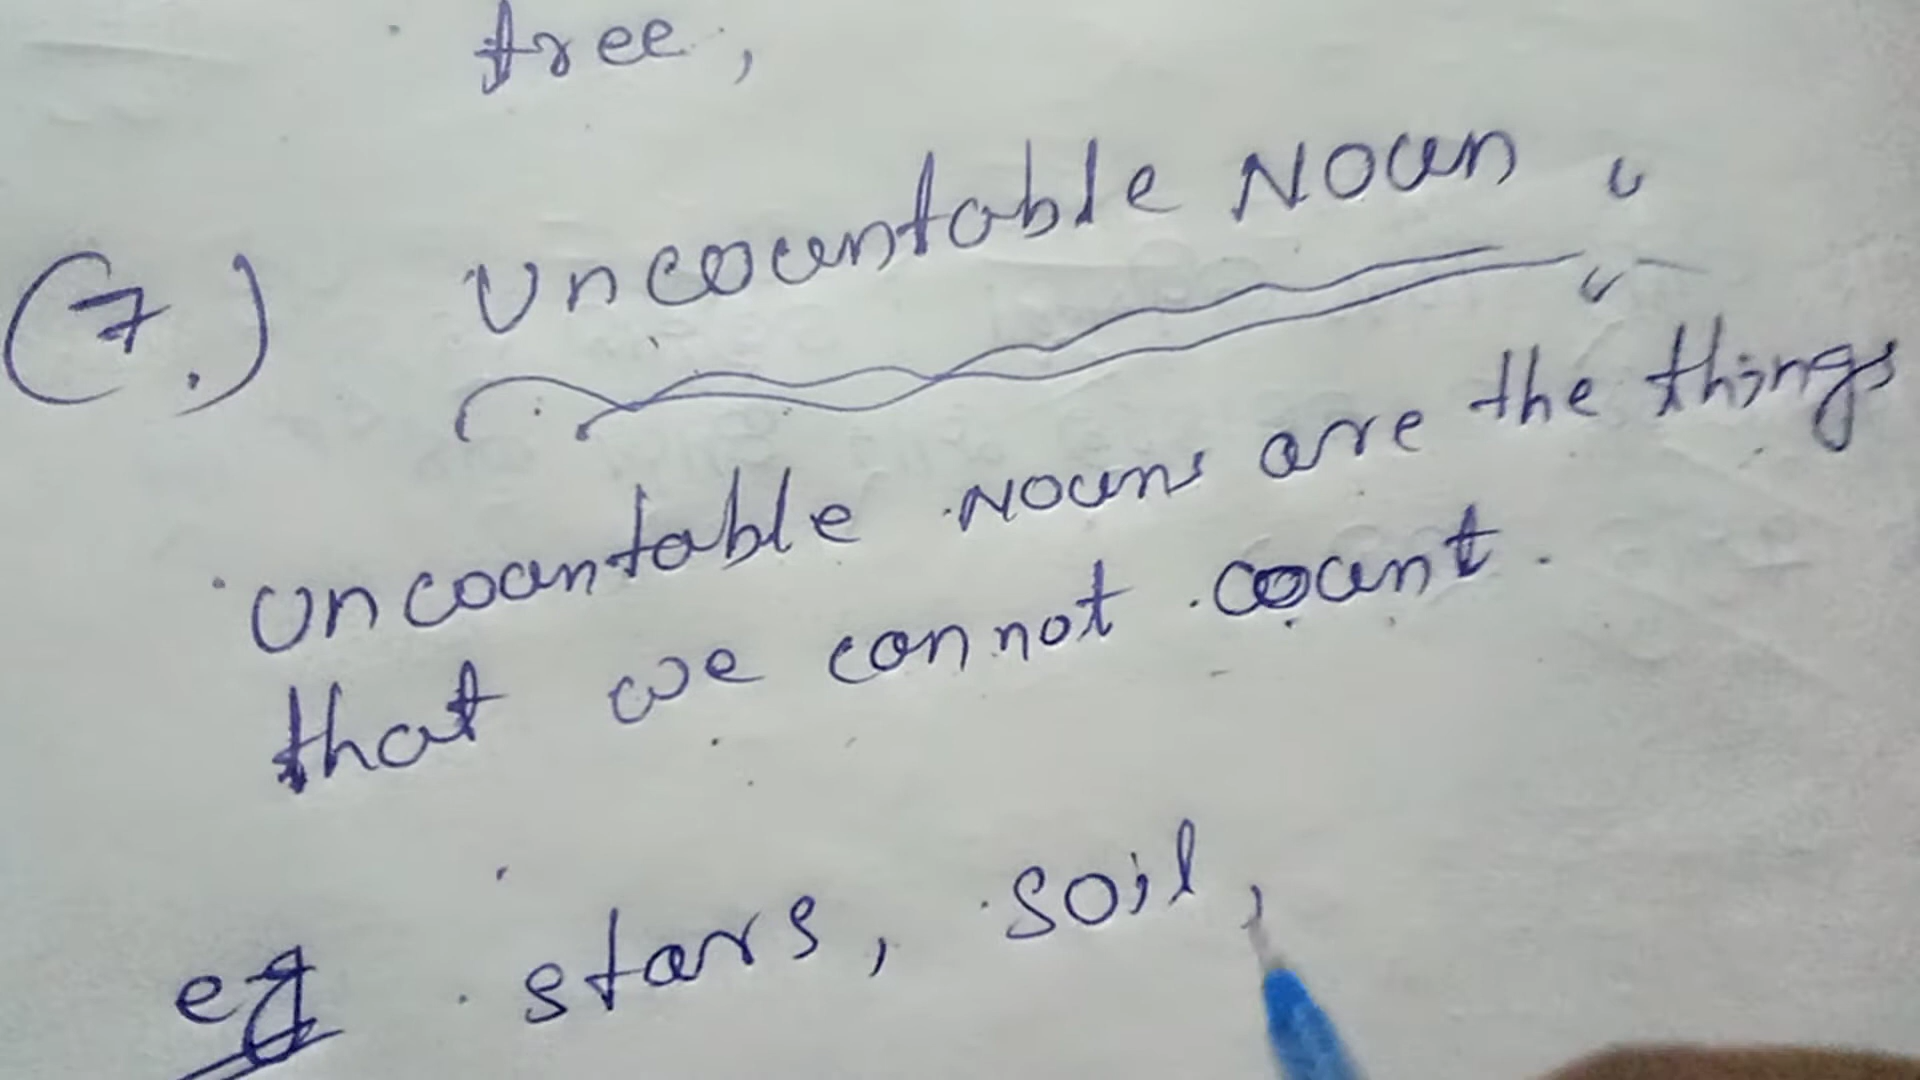 tree,
(7.) Uncountable Noun "
Uncountable Nouns are the things
that we cannot count.
eg stars, soil,